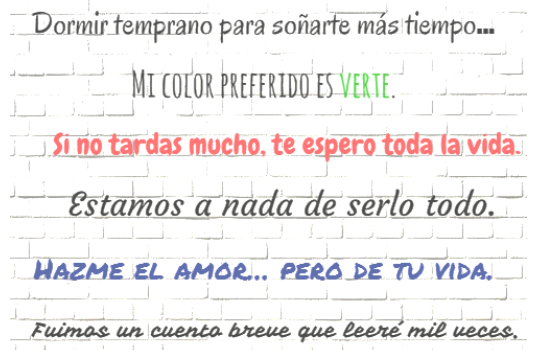 Dormir temprano para soñarte más tiempo...
MI COLOR PREFERIDO ES VERTE.
Si no tardas mucho, te espero toda la vida.
Estamos a nada de serlo todo.
HAZME EL AMOR... PERO DE TU VIDA.
Fuimos un cuento breve que leeré mil veces.